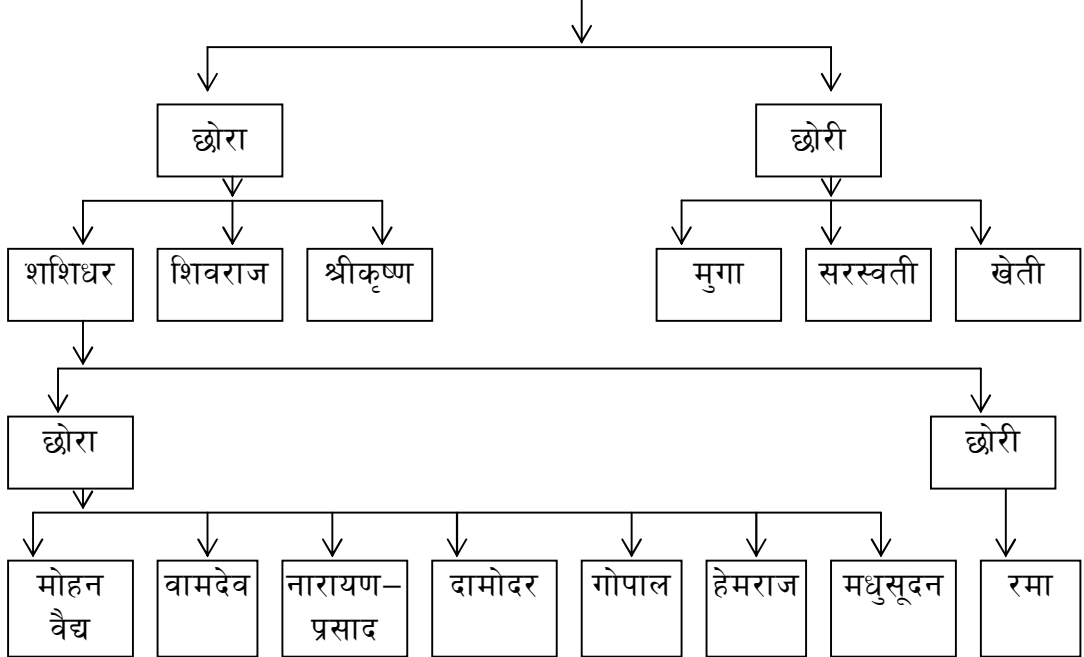 छोरा छोरी
शशिधर शिवराज श्रीकृष्ण मुगा सरस्वती खेती
छोरा छोरी
मोहन वामदेव नारायण– दामोदर गोपाल हेमराज मधुसूदन रमा
वैद्य प्रसाद